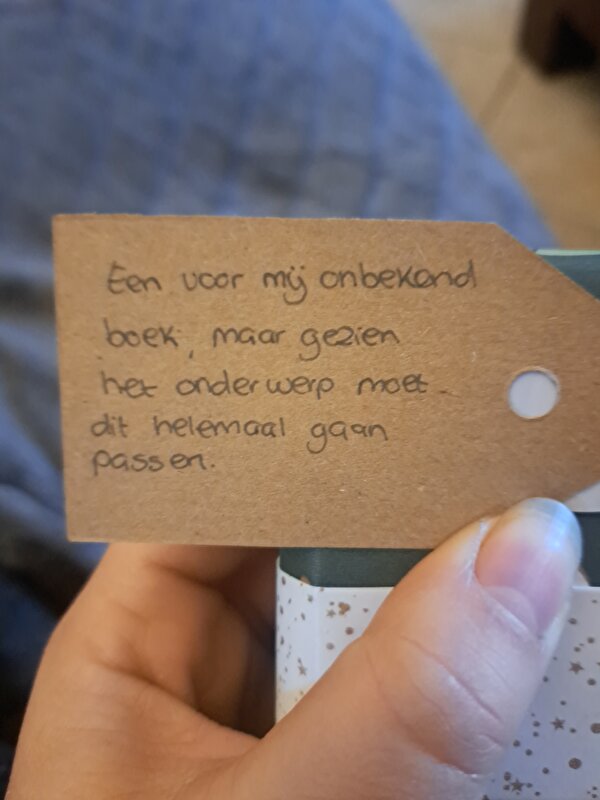 Een voor mij onbekend
boek, maar gezien
het onderwerp moet
dit helemaal gaan
passen.